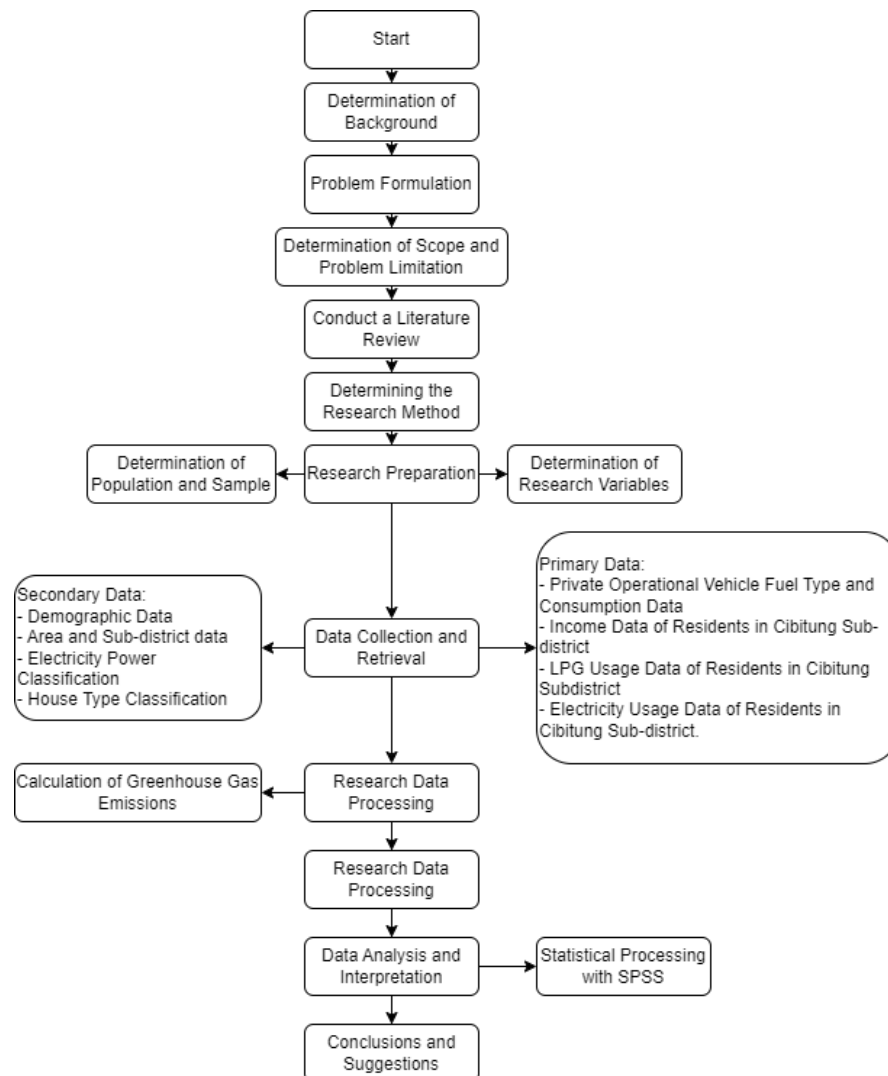 Start
Determination of
Background
Problem Formulation
Determination of Scope and
Problem Limitation
Conduct a Literature
Review
Determining the
Research Method
Determination of
Population and Sample
Research Preparation
Determination of
Research Variables
Secondary Data:
- Demographic Data
- Area and Sub-district data
- Electricity Power
Classification
- House Type Classification
Data Collection and
Retrieval
Primary Data:
- Private Operational Vehicle Fuel Type and
Consumption Data
- Income Data of Residents in Cibitung Sub-
district
- LPG Usage Data of Residents in Cibitung
Subdistrict
- Electricity Usage Data of Residents in
Cibitung Sub-district.
Calculation of Greenhouse Gas
Emissions
Research Data
Processing
Research Data
Processing
Data Analysis and
Interpretation
Statistical Processing
with SPSS
Conclusions and
Suggestions